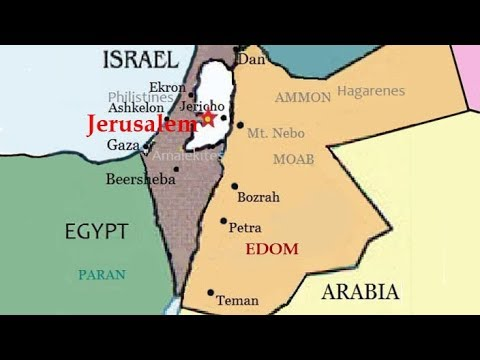 ISRAEL
Dan
Ekron
Philistines
Hagarenes
AMMON
Ashkelon
Jericho
Jerusalem
Mt. Nebo
Gaza
Amalekites
MOAB
Beersheba
Bozrah
EGYPT
Petra
EDOM
PARAN
Teman
ARABIA